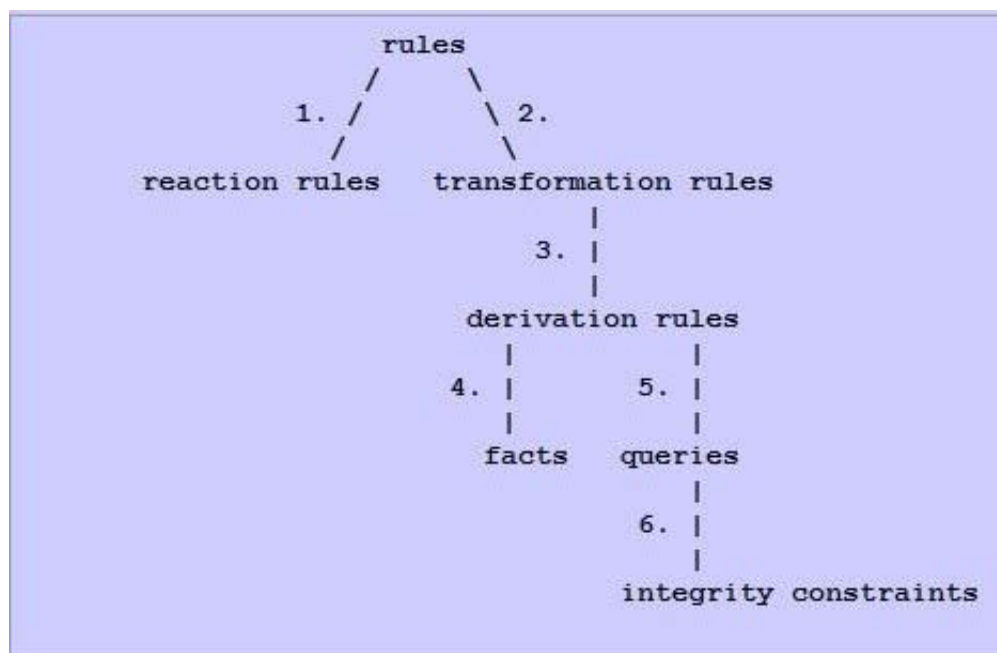 rules
1. 2.
reaction rules transformation rules
3.
derivation rules
4. 5.
facts queries
6.
integrity constraints